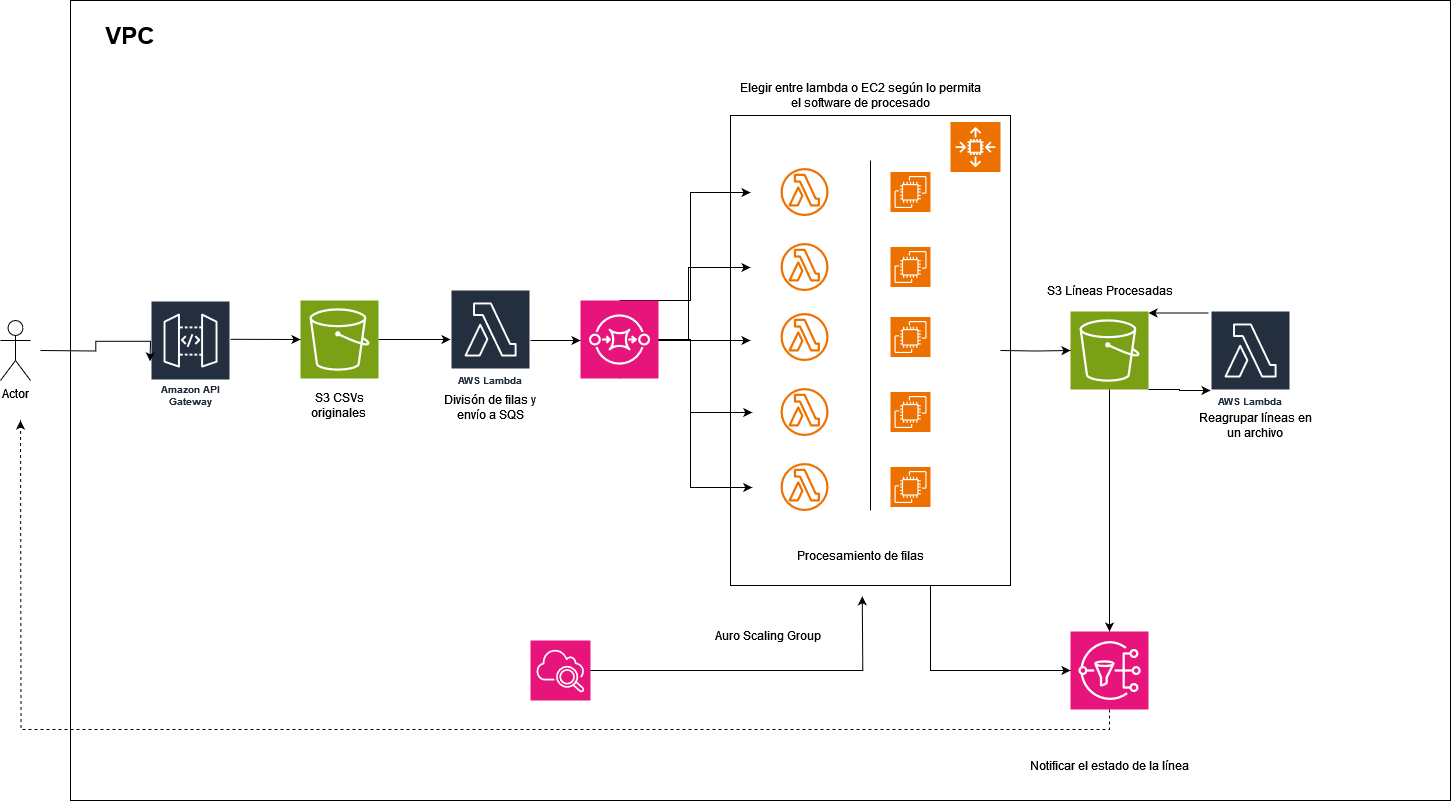 VPC
Elegir entre lambda o EC2 según lo permita
el software de procesado
S3 Líneas Procesadas
Actor
Amazon API
Gateway
S3 CSVs
originales
AWS Lambda
Divisón de filas y
envío a SQS
AWS Lambda
Reagrupar líneas en
un archivo
Procesamiento de filas
Auro Scaling Group
Notificar el estado de la línea